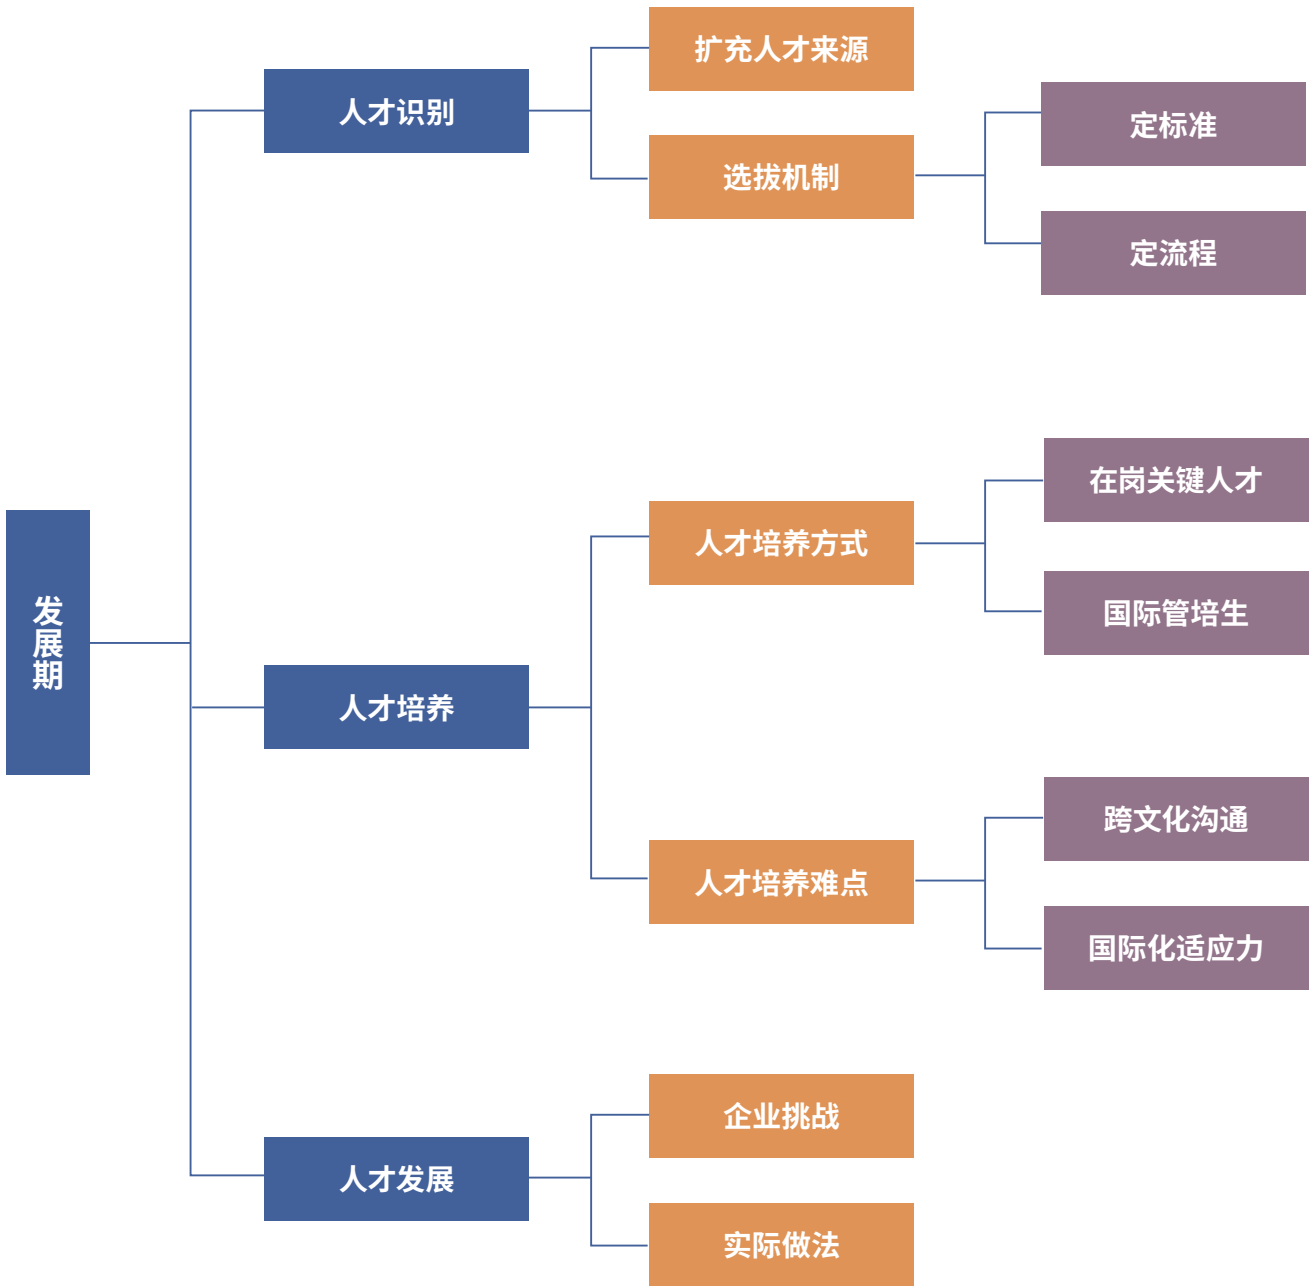 发展期
人才识别
扩充人才来源
选拔机制
定标准
定流程
人才培养
人才培养方式
在岗关键人才
国际管培生
人才培养难点
跨文化沟通
国际化适应力
人才发展
企业挑战
实际做法